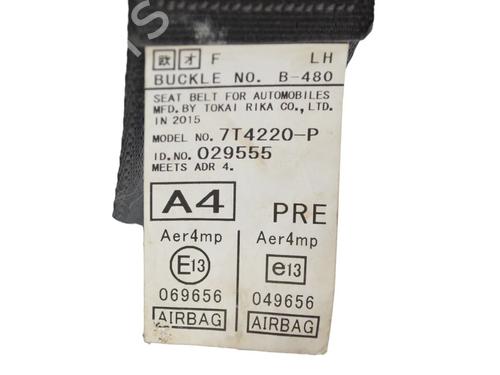 欧 オ F LH
BUCKLE NO. B-480
SEAT BELT FOR AUTOMOBILES
MFD. BY TOKAI RIKA CO., LTD.
IN 2015
MODEL NO. 7T4220-P
ID. NO. 029555
MEETS ADR 4.
A4 PRE
Aer4mp Aer4mp
E13 e13
069656 049656
AIRBAG AIRBAG